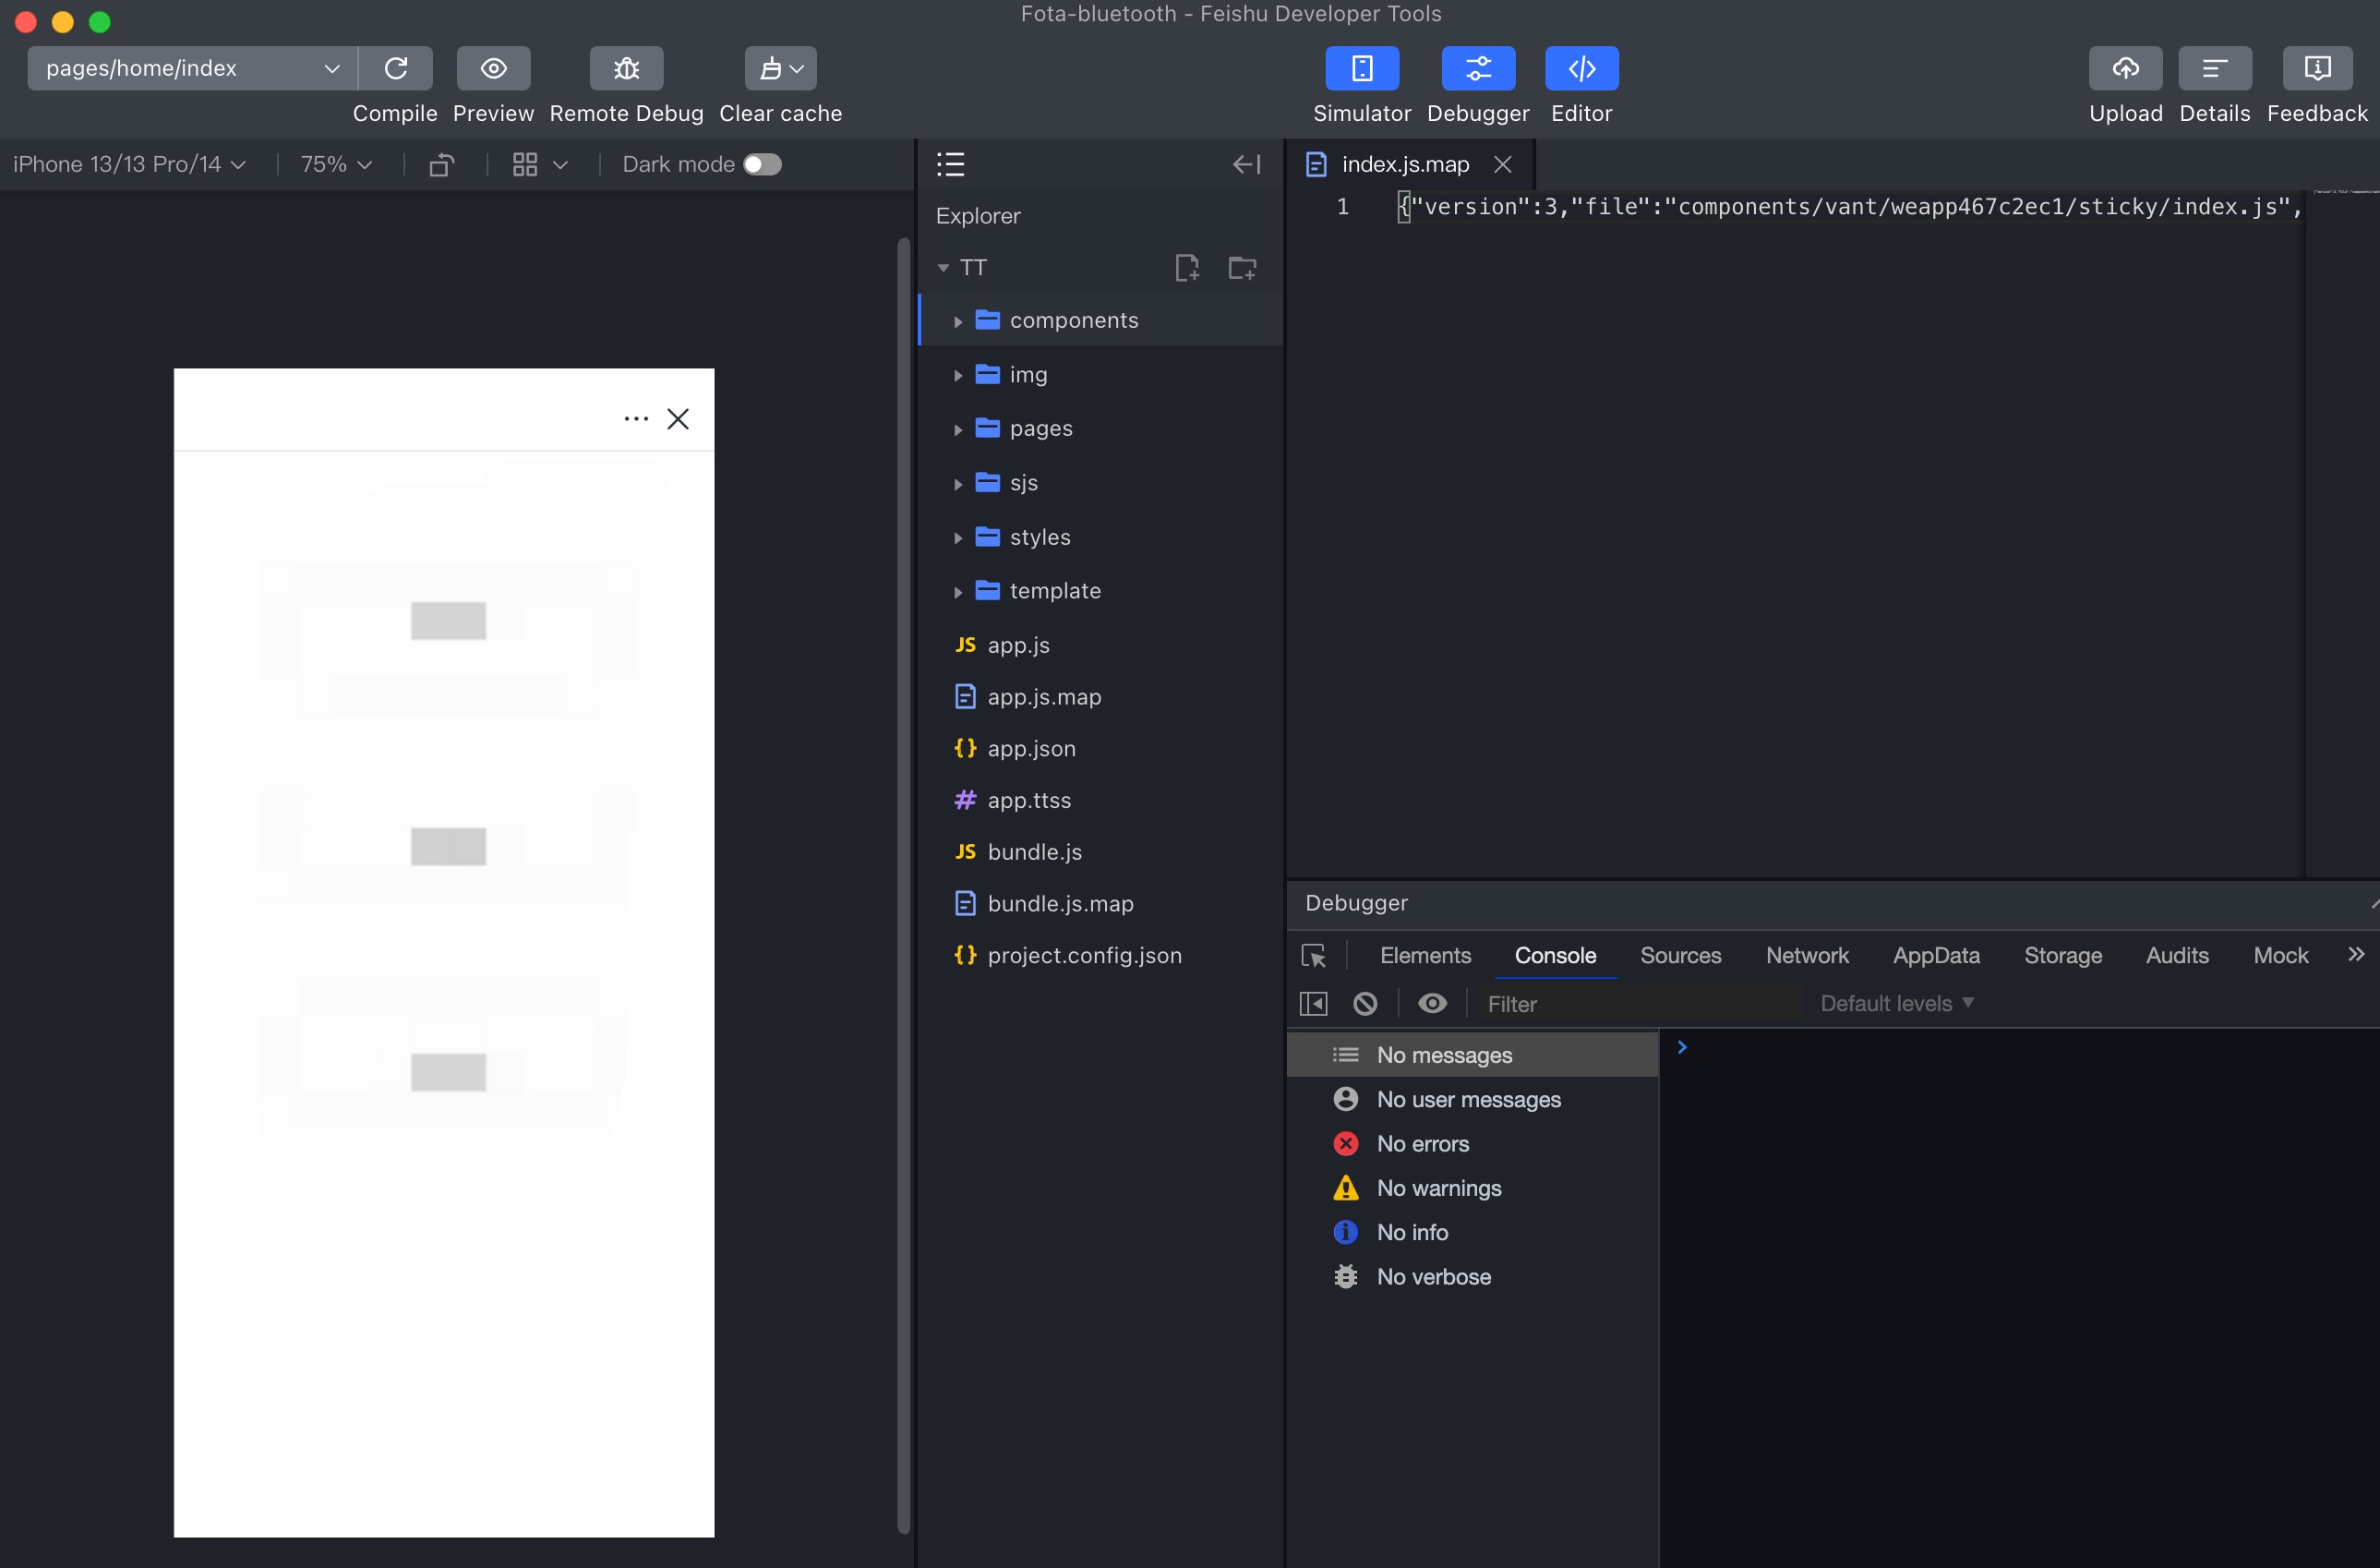 Fota-bluetooth - Feishu Developer Tools
pages/home/index
Compile
Preview
Remote Debug
Clear cache
Simulator
Debugger
Editor
Upload
Details
Feedback
iPhone 13/13 Pro/14
75%
Dark mode
Explorer
TT
components
img
pages
sjs
styles
template
JS app.js
app.js.map
{} app.json
# app.ttss
JS bundle.js
bundle.js.map
{} project.config.json
index.js.map
1 {"version":3,"file":"components/vant/weapp467c2ec1/sticky/index.js",
Debugger
Elements
Console
Sources
Network
AppData
Storage
Audits
Mock
Filter
Default levels
No messages
No user messages
No errors
No warnings
No info
No verbose